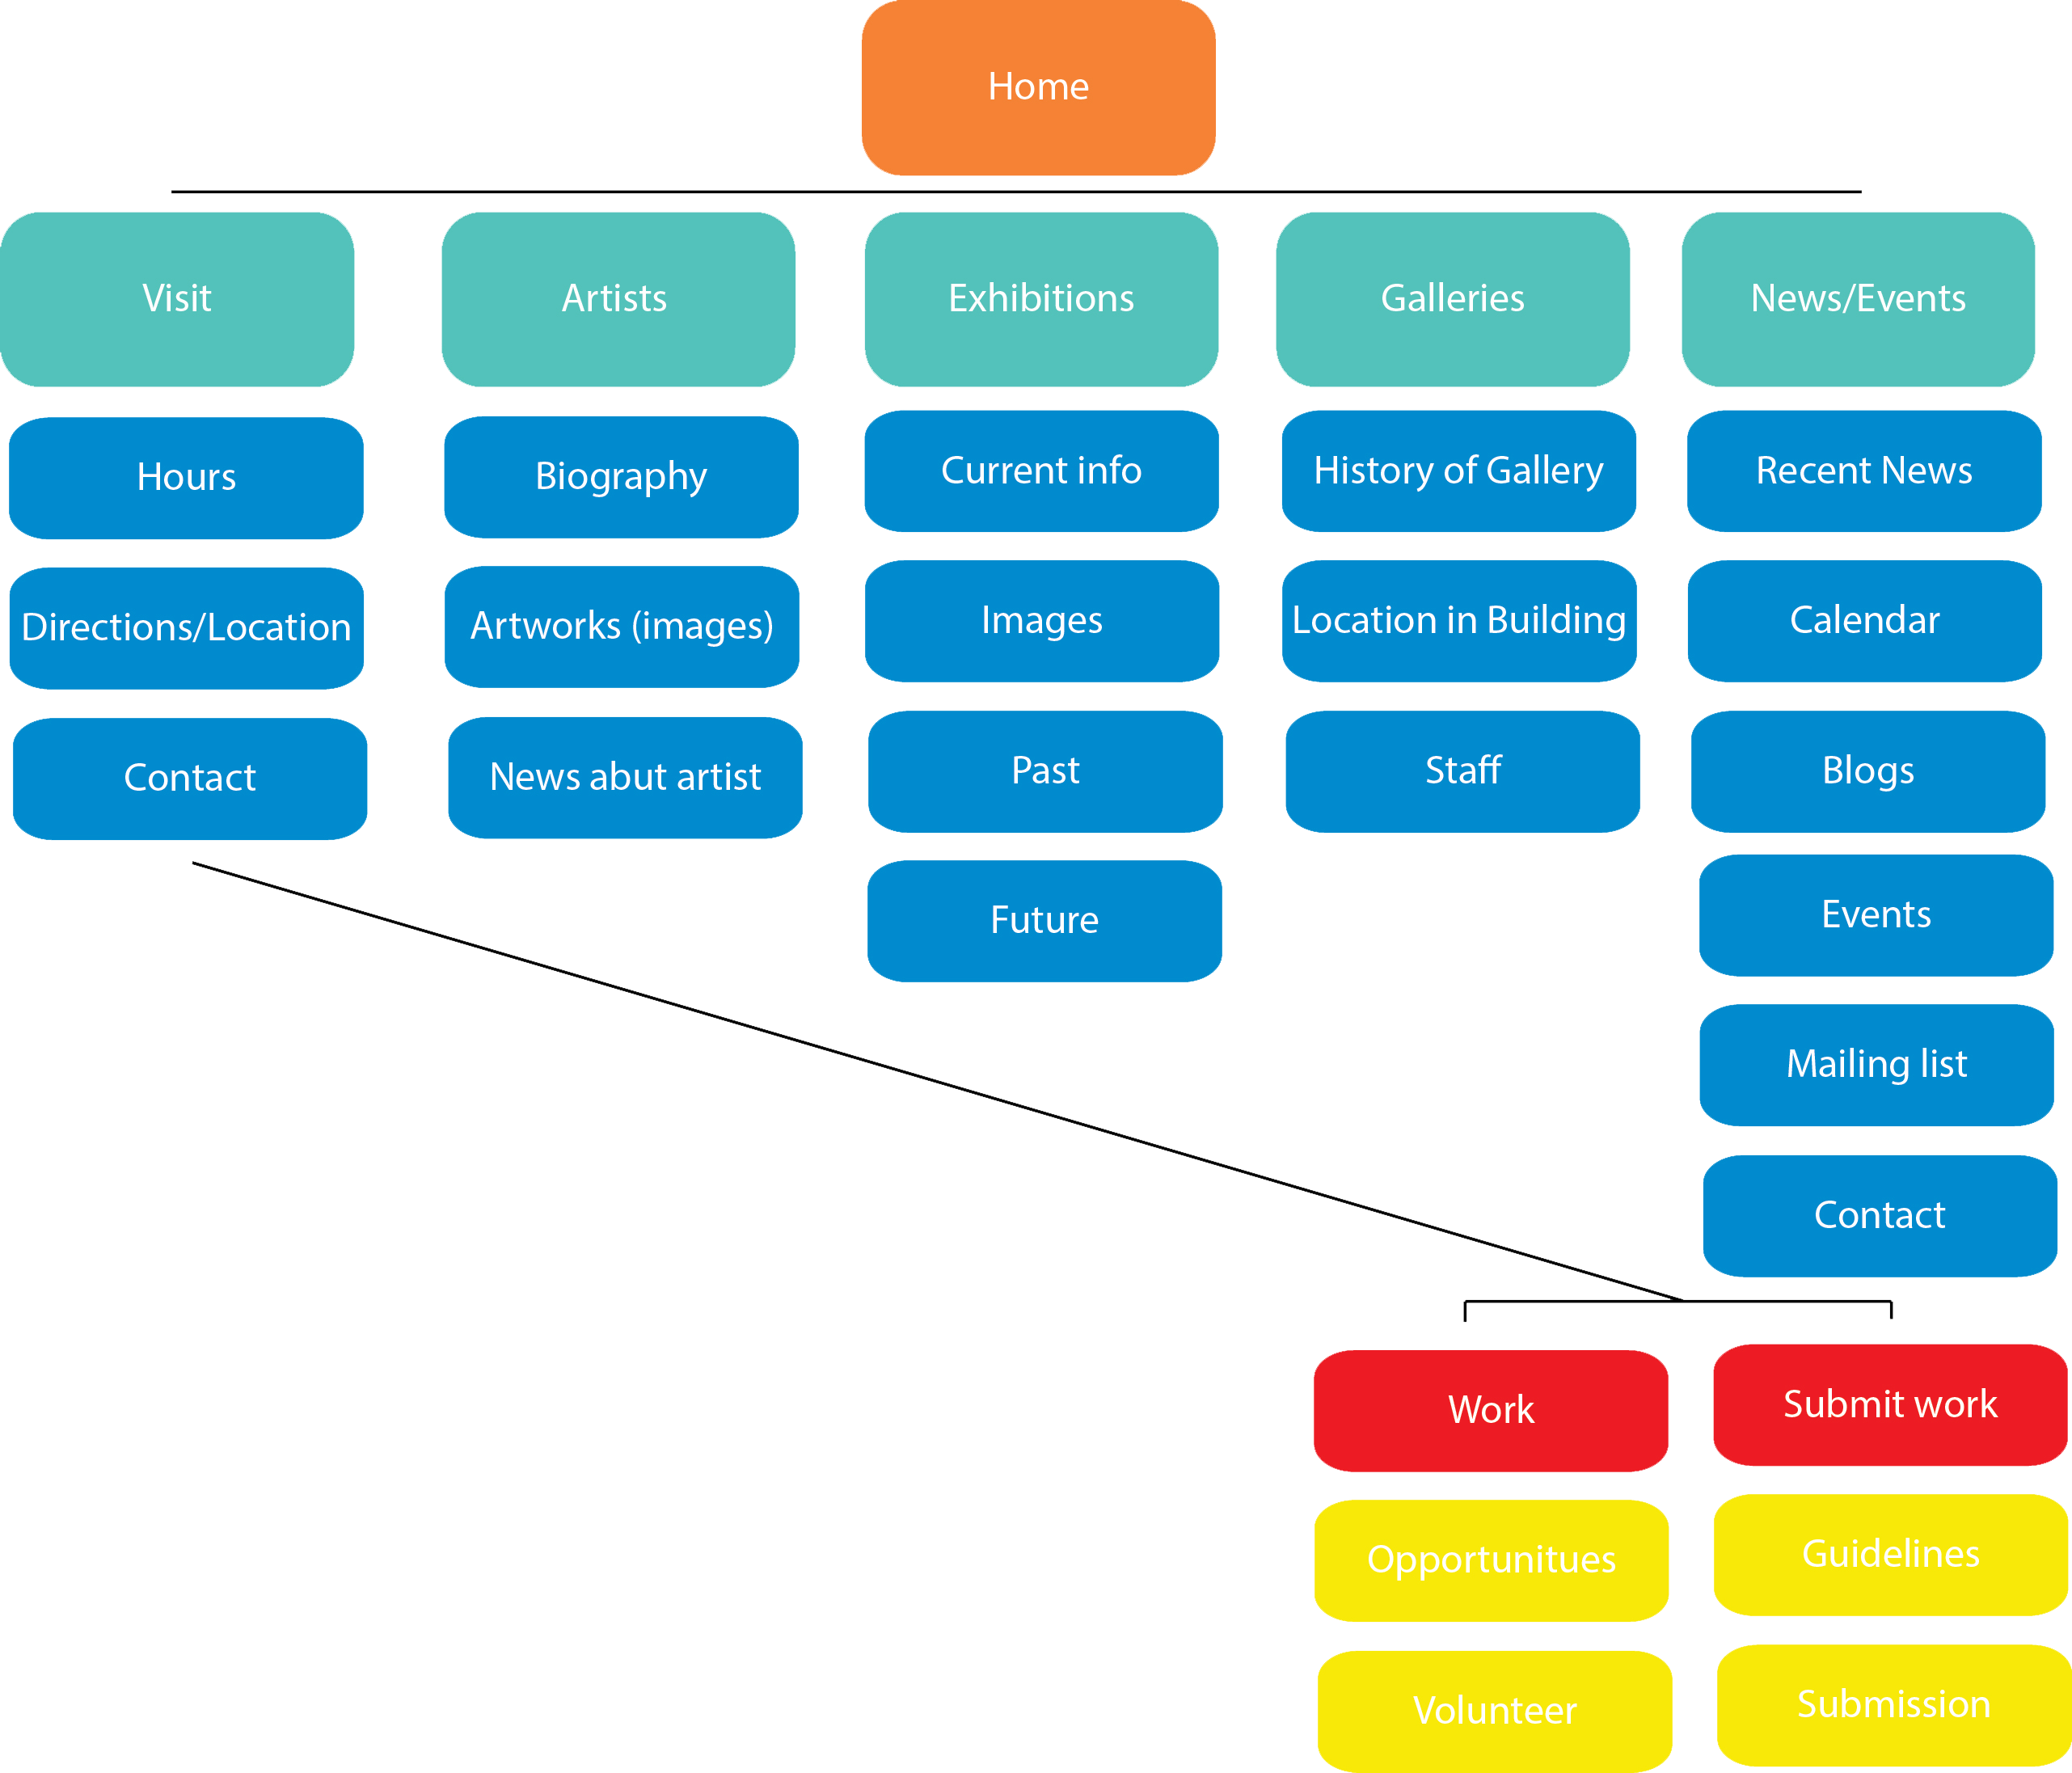 Home
Visit
Artists
Exhibitions
Galleries
News/Events
Hours
Biography
Current info
History of Gallery
Recent News
Directions/Location
Artworks (images)
Images
Location in Building
Calendar
Contact
News abut artist
Past
Staff
Blogs
Future
Events
Mailing list
Contact
Work
Submit work
Opportunitues
Guidelines
Volunteer
Submission